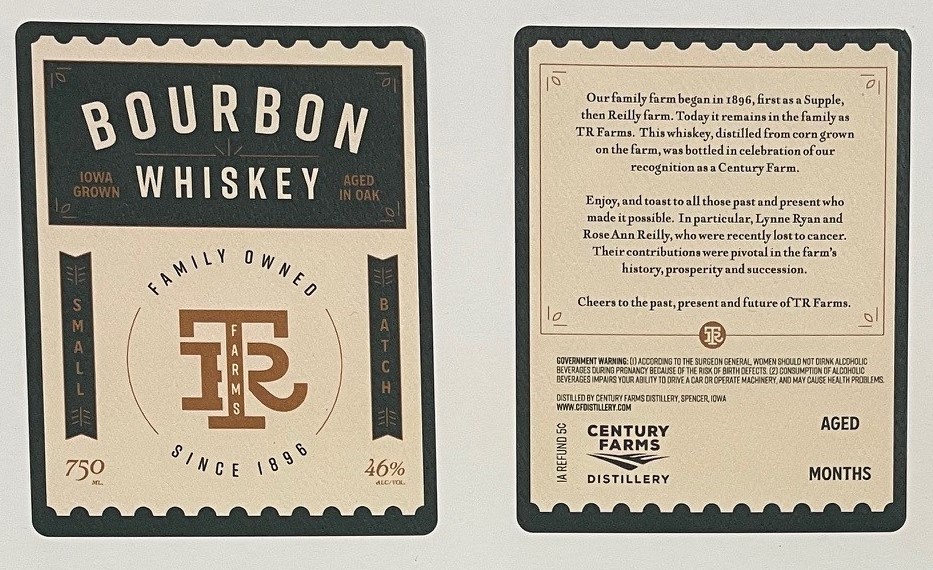 BOURBON
WHISKEY
IOWA
GROWN
AGED
IN OAK
SMALL
BATCH
FAMILY OWNED
TR
FARMS
SINCE 1896
750
ML.
46%
ALC/VOL.
Our family farm began in 1896, first as a Supple,
then Reilly farm. Today it remains in the family as
TR Farms. This whiskey, distilled from corn grown
on the farm, was bottled in celebration of our
recognition as a Century Farm.
Enjoy, and toast to all those past and present who
made it possible. In particular, Lynne Ryan and
Rose Ann Reilly, who were recently lost to cancer.
Their contributions were pivotal in the farm's
history, prosperity and succession.
Cheers to the past, present and future of TR Farms.
TR
GOVERNMENT WARNING: (1) ACCORDING TO THE SURGEON GENERAL, WOMEN SHOULD NOT DIRNK ALCOHOLIC
BEVERAGES DURING PRGNANCY BECAUSE OF THE RISK OF BIRTH DEFECTS. (2) CONSUMPTION OF ALCOHOLIC
BEVERAGES IMPAIRS YOUR ABILITY TO DRIVE A CAR OR OPERATE MACHINERY, AND MAY CAUSE HEALTH PROBLEMS.
DISTILLED BY CENTURY FARMS DISTILLERY, SPENCER, IOWA
WWW.CFDISTILLERY.COM
IA REFUND 5¢
CENTURY
FARMS
DISTILLERY
AGED
MONTHS